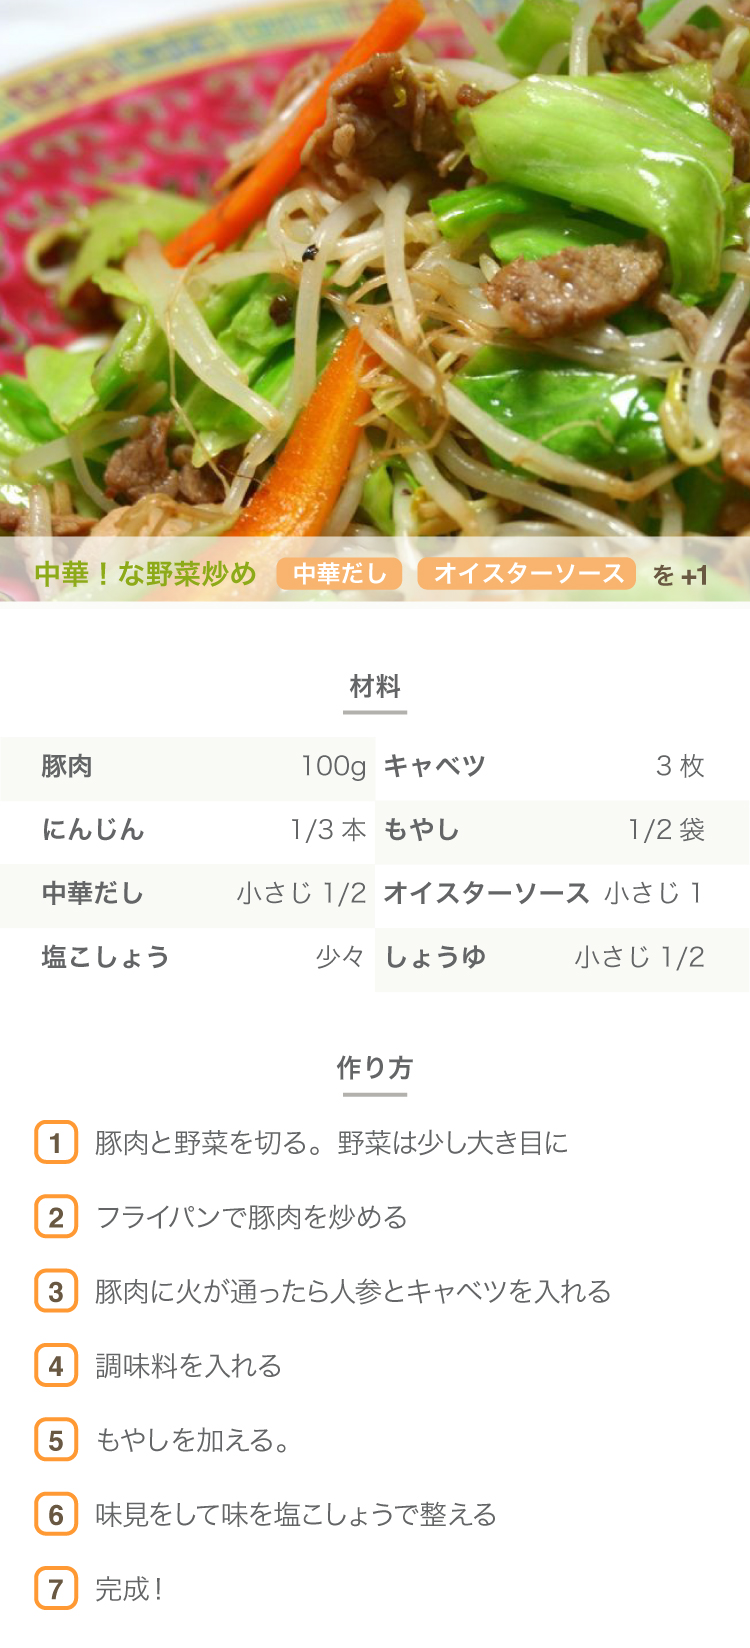 中華！な野菜炒め 中華だし オイスターソース を +1
材料
豚肉 100g キャベツ 3 枚
にんじん 1/3 本 もやし 1/2 袋
中華だし 小さじ 1/2 オイスターソース 小さじ 1
塩こしょう 少々 しょうゆ 小さじ 1/2
作り方
1 豚肉と野菜を切る。野菜は少し大き目に
2 フライパンで豚肉を炒める
3 豚肉に火が通ったら人参とキャベツを入れる
4 調味料を入れる
5 もやしを加える。
6 味見をして味を塩こしょうで整える
7 完成！